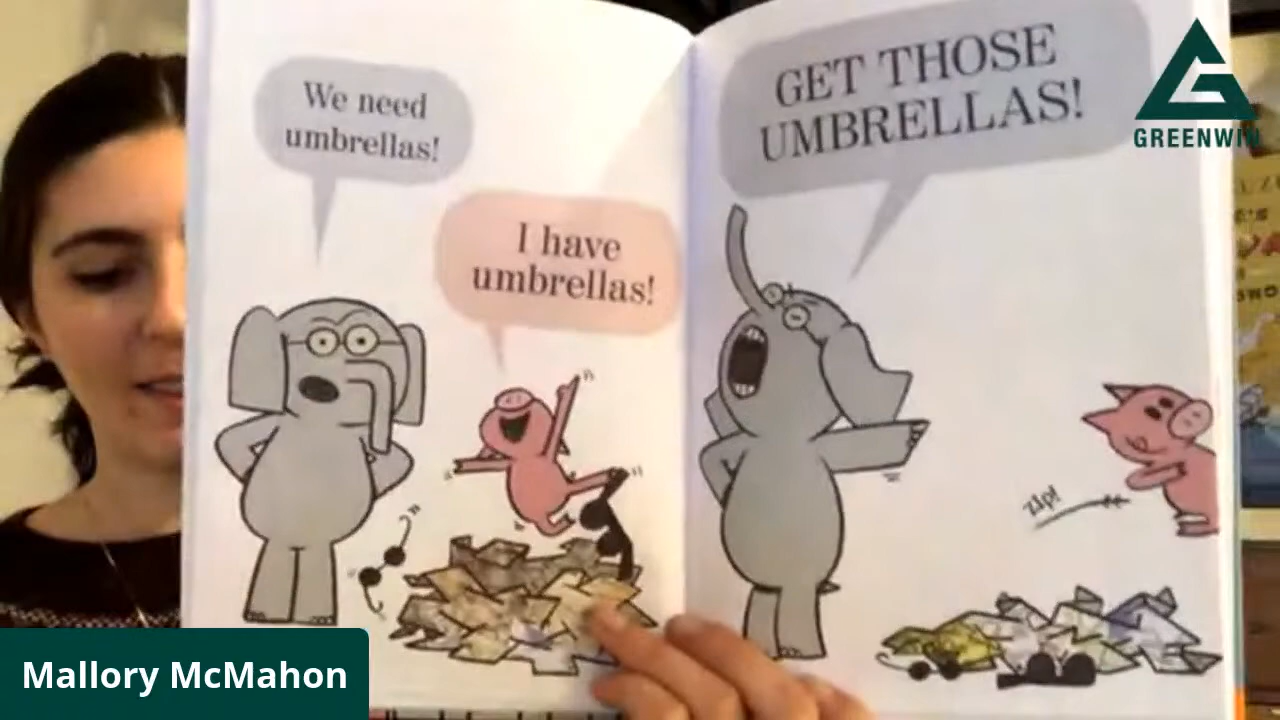 We need
umbrellas!
I have
umbrellas!
GET THOSE
UMBRELLAS!
zip!
GREENWIN
Mallory McMahon